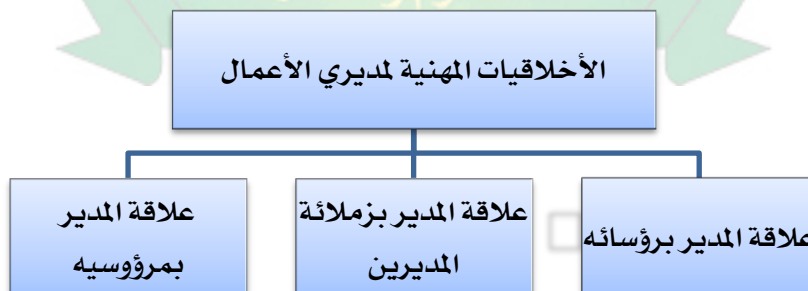 الأخلاقيات المهنية لمديري الأعمال
علاقة المدير برؤسائه
علاقة المدير بزملائة
المديرين
علاقة المدير
بمرؤوسيه